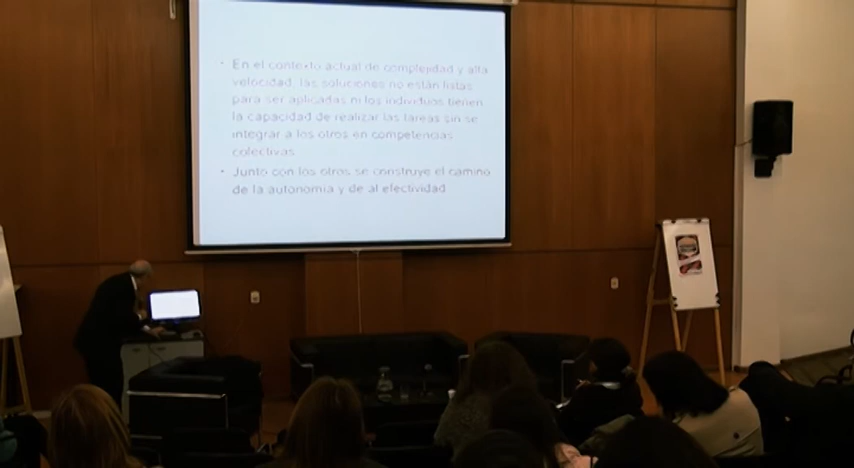 • En el contexto actual de complejidad y alta
velocidad, las soluciones no están listas
para ser aplicadas ni los individuos tienen
la capacidad de realizar las tareas sin se
integrar a los otros en competencias
colectivas
• Junto con los otros se construye el camino
de la autonomía y de al efectividad